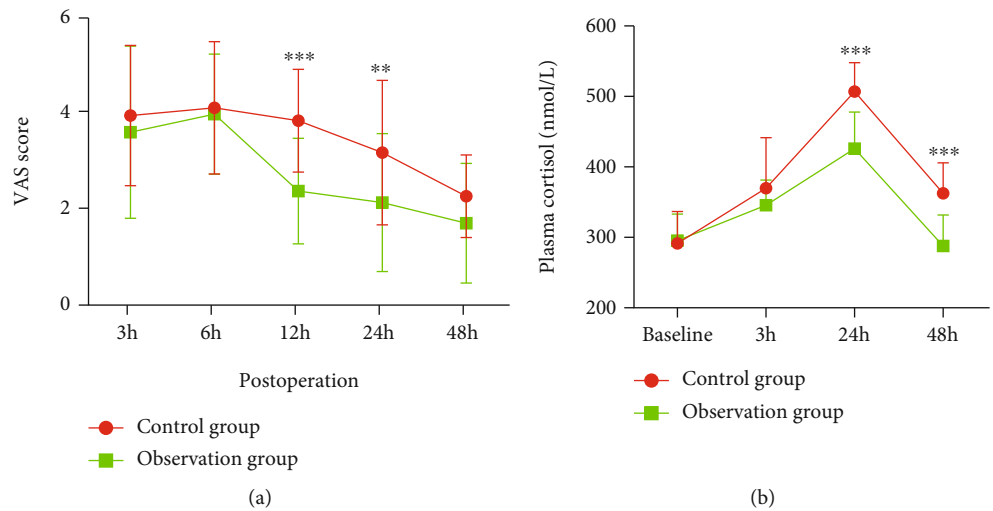 6
4
2
0
VAS score
***
**
3h
6h
12h
24h
48h
Postoperation
Control group
Observation group
(a)
600
500
400
300
200
Plasma cortisol (nmol/L)
***
***
Baseline
3h
24h
48h
Control group
Observation group
(b)